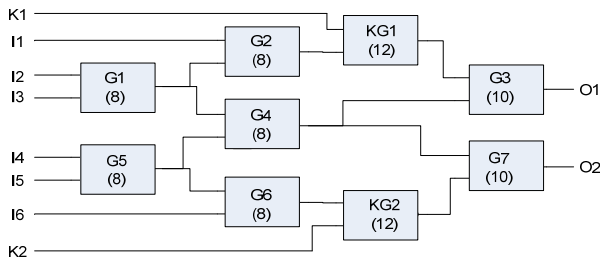 K1
I1
G2
(8)
KG1
(12)
I2
I3
G1
(8)
G3
(10)
O1
G4
(8)
I4
I5
G5
(8)
G7
(10)
O2
G6
(8)
I6
KG2
(12)
K2